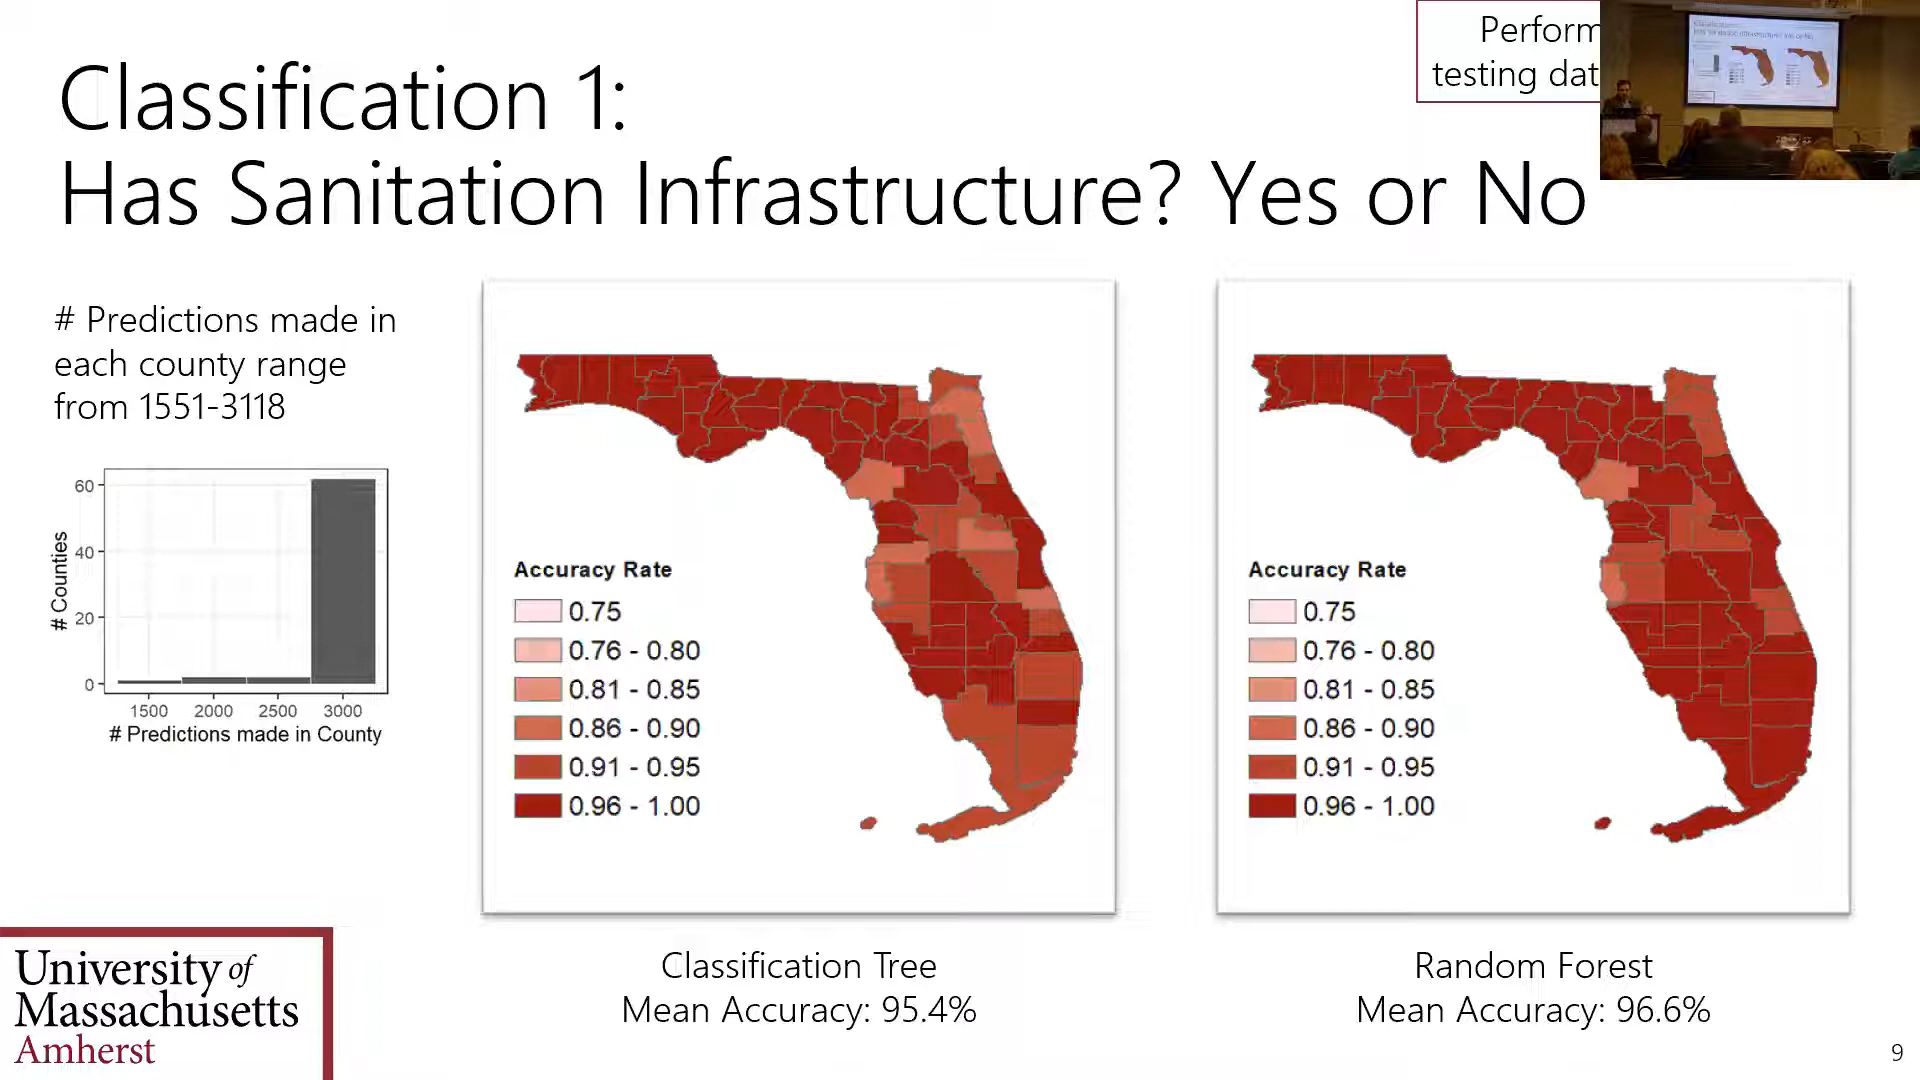 Perform
testing dat
Classification 1:
Has Sanitation Infrastructure? Yes or No
# Predictions made in
each county range
from 1551-3118
60
40
20
0
# Counties
1500 2000 2500 3000
# Predictions made in County
Accuracy Rate
0.75
0.76 - 0.80
0.81 - 0.85
0.86 - 0.90
0.91 - 0.95
0.96 - 1.00
Classification Tree
Mean Accuracy: 95.4%
Accuracy Rate
0.75
0.76 - 0.80
0.81 - 0.85
0.86 - 0.90
0.91 - 0.95
0.96 - 1.00
Random Forest
Mean Accuracy: 96.6%
University of
Massachusetts
Amherst
9